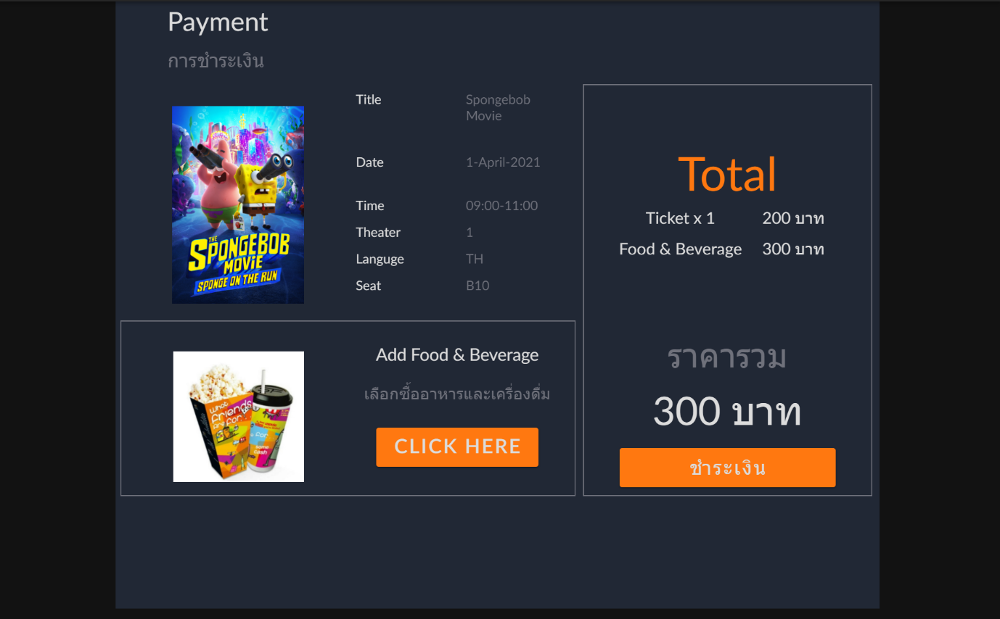 Payment
การชำระเงิน
Title
Spongebob
Movie
Date
1-April-2021
Time
09:00-11:00
Theater
1
Languge
TH
Seat
B10
THE
SPONGEBOB
MOVIE
SPONGE ON THE RUN
Total
Ticket x 1
200 บาท
Food & Beverage
300 บาท
what
friends
are for
for
some
cash
Add Food & Beverage
เลือกซื้ออาหารและเครื่องดื่ม
CLICK HERE
ราคารวม
300 บาท
ชำระเงิน